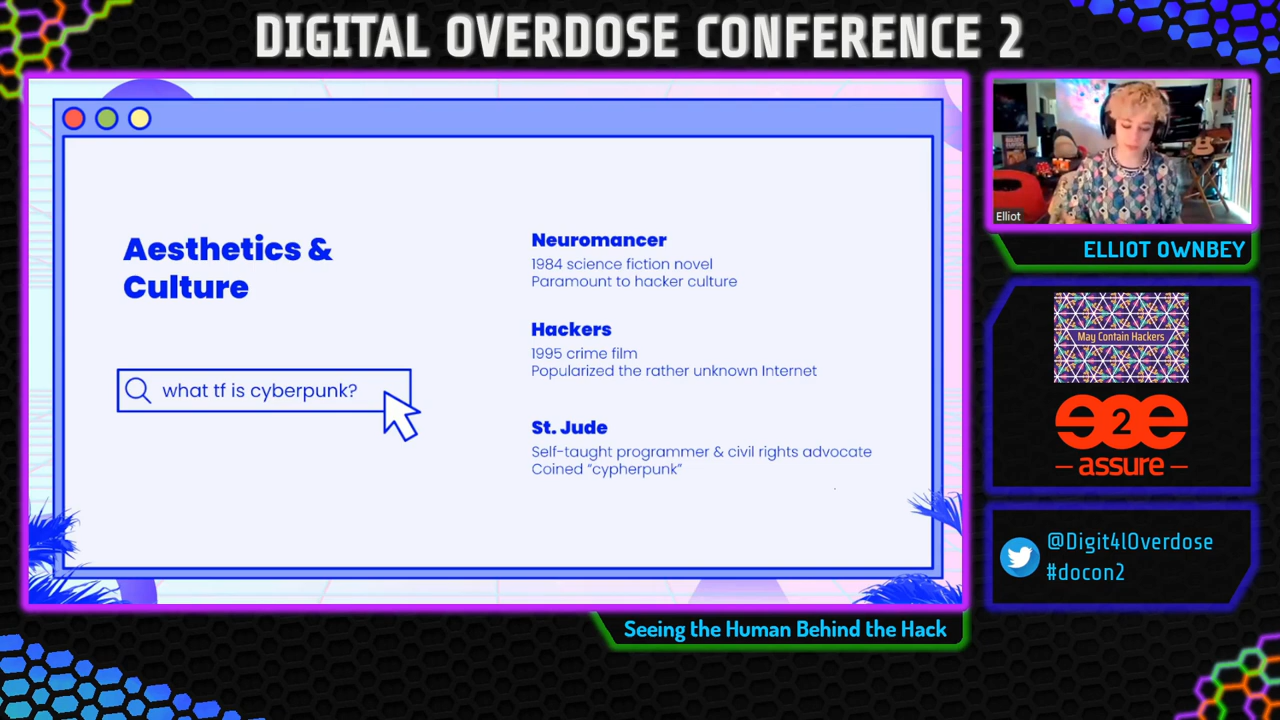 DIGITAL OVERDOSE CONFERENCE 2
Aesthetics &
Culture
what tf is cyberpunk?
Neuromancer
1984 science fiction novel
Paramount to hacker culture
Hackers
1995 crime film
Popularized the rather unknown Internet
St. Jude
Self-taught programmer & civil rights advocate
Coined “cypherpunk”
Elliot
ELLIOT OWNBEY
May Contain Hackers
e2e
assure
@Digit4lOverdose
#docon2
Seeing the Human Behind the Hack